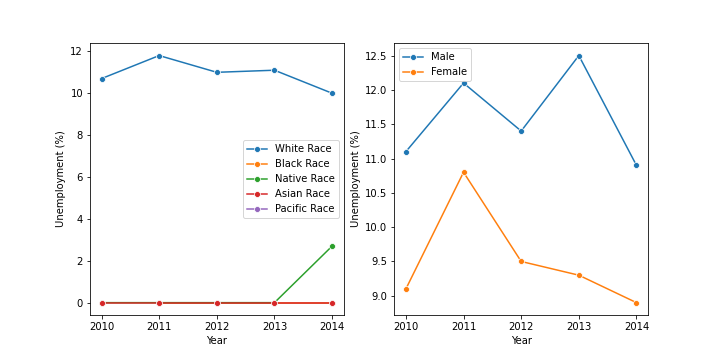 12
10
8
6
4
2
0
Unemployment (%)
2010 2011 2012 2013 2014
Year
White Race
Black Race
Native Race
Asian Race
Pacific Race
12.5
12.0
11.5
11.0
10.5
10.0
9.5
9.0
Unemployment (%)
2010 2011 2012 2013 2014
Year
Male
Female